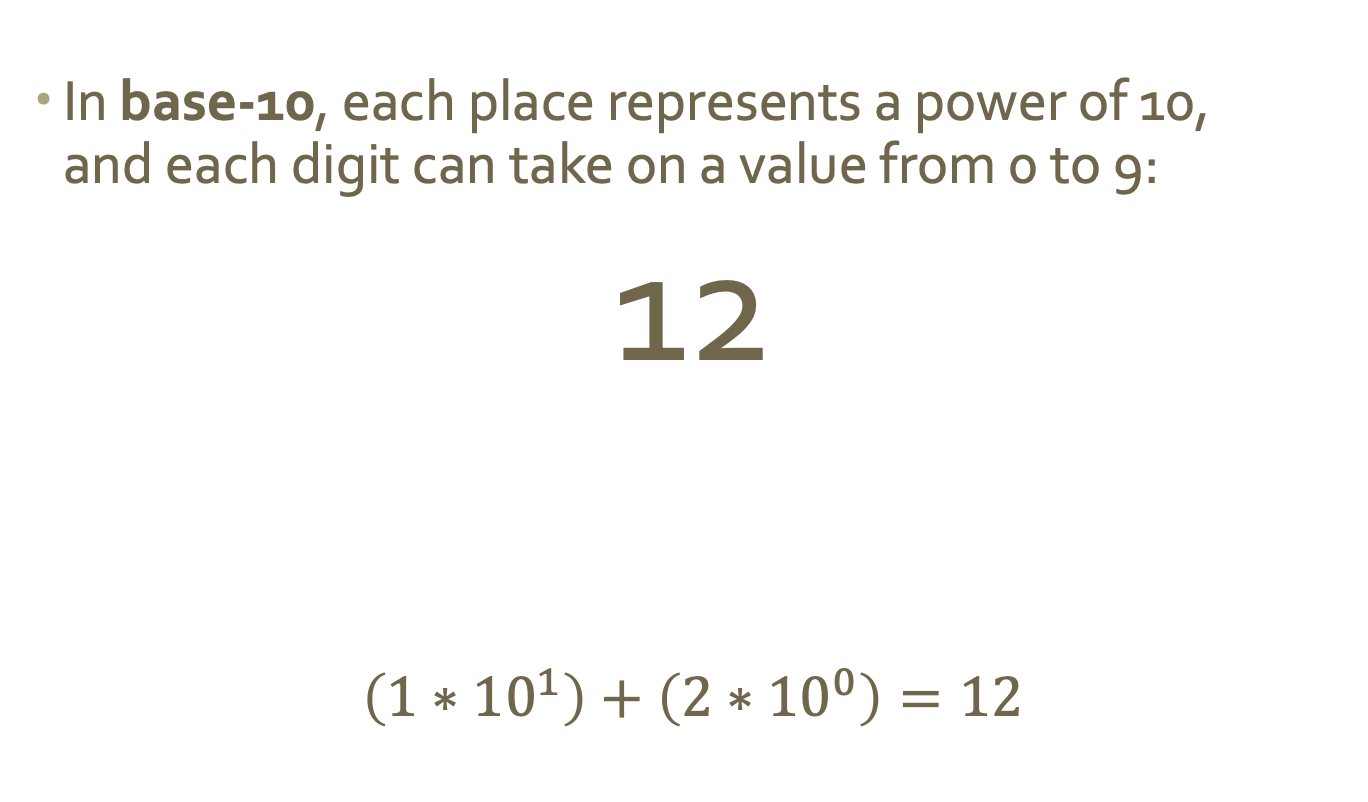 • In base-10, each place represents a power of 10,
and each digit can take on a value from 0 to 9:
12
(1 ∗ 10¹) + (2 ∗ 10⁰) = 12